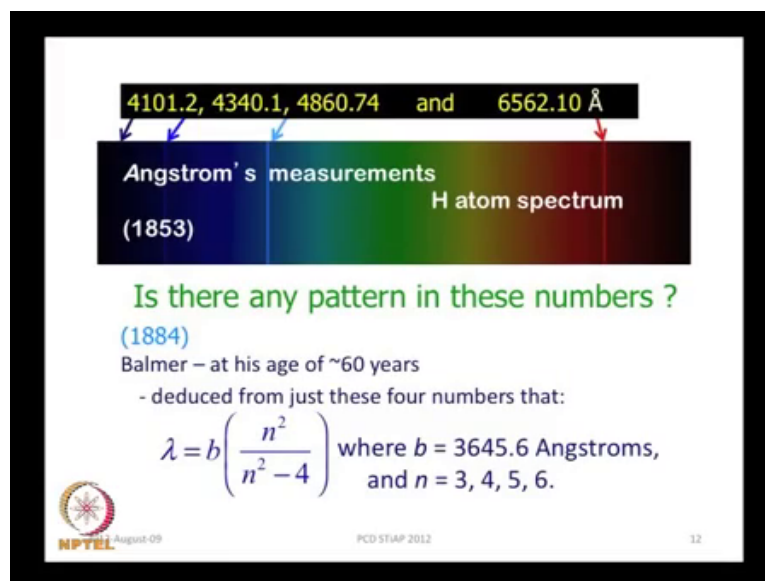 4101.2, 4340.1, 4860.74 and 6562.10 Å
Angstrom's measurements
H atom spectrum
(1853)
Is there any pattern in these numbers ?
(1884)
Balmer – at his age of ~60 years
- deduced from just these four numbers that:
λ = b(n²/(n² − 4)) where b = 3645.6 Angstroms,
and n = 3, 4, 5, 6.
NPTEL -August-09 PCD STiAP 2012 12